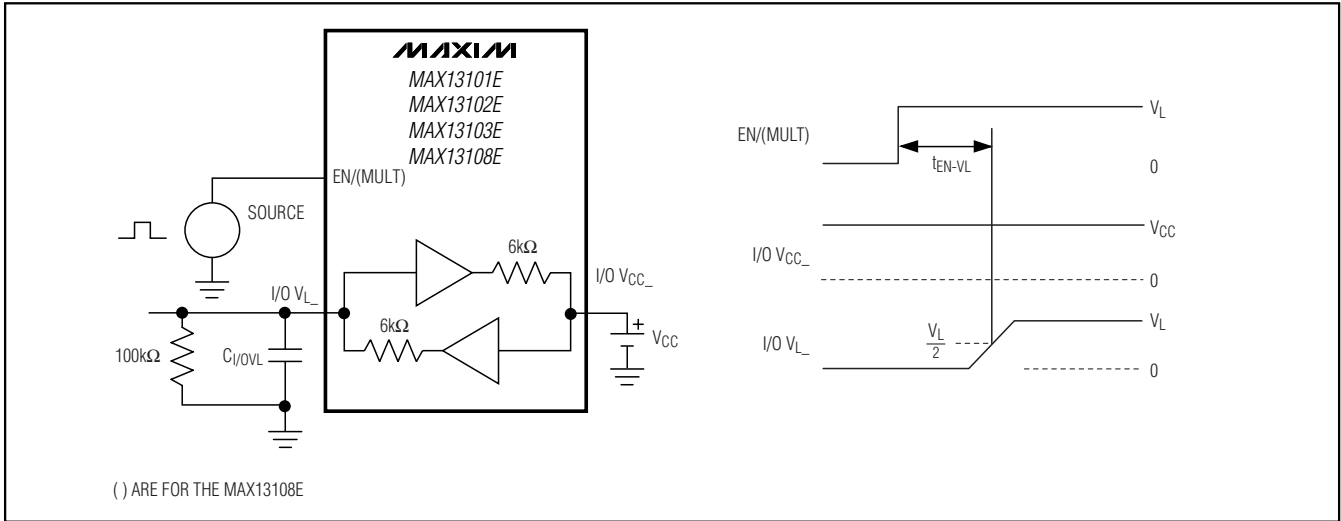 MAXIM
MAX13101E
MAX13102E
MAX13103E
MAX13108E
EN/(MULT)
SOURCE
6kΩ
I/O VCC_
I/O VL_
6kΩ
+
VCC
100kΩ
CI/OVL
( ) ARE FOR THE MAX13108E
EN/(MULT)
VL
tEN-VL
0
VCC
I/O VCC_
0
VL
I/O VL_
VL
2
0